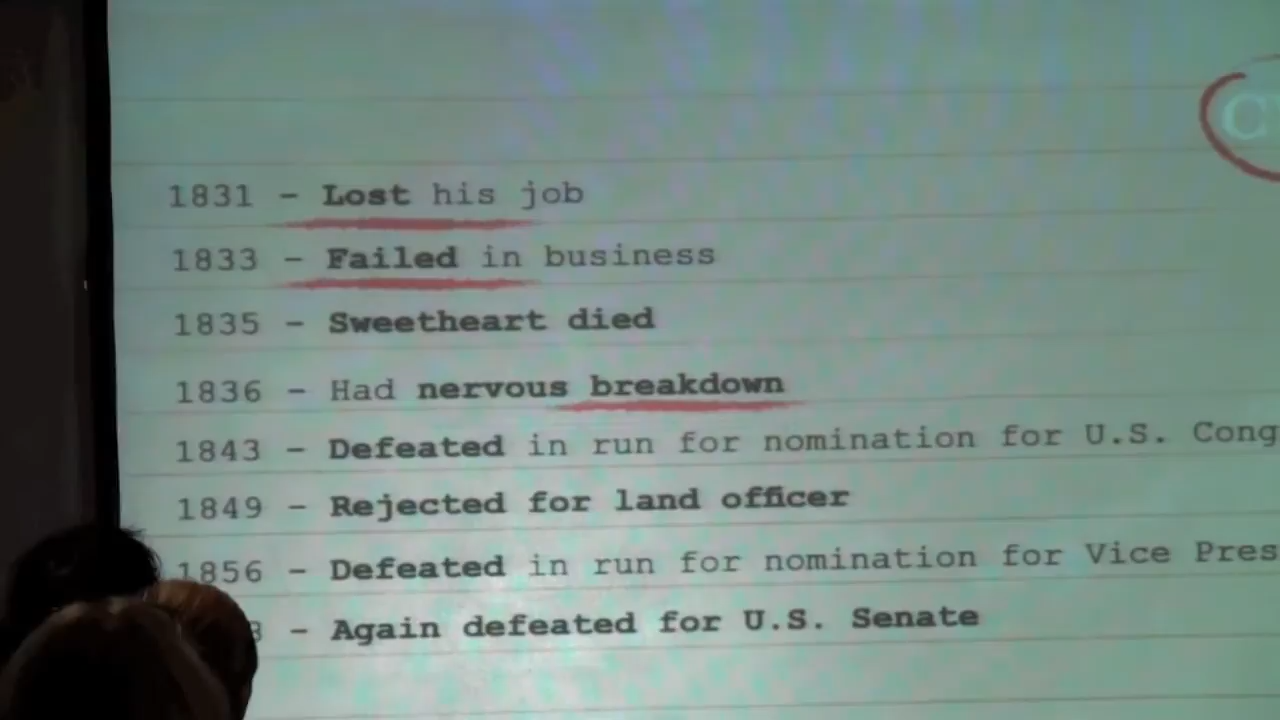 1831 – Lost his job
1833 – Failed in business
1835 – Sweetheart died
1836 – Had nervous breakdown
1843 – Defeated in run for nomination for U.S. Cong
1849 – Rejected for land officer
1856 – Defeated in run for nomination for Vice Pres
– Again defeated for U.S. Senate